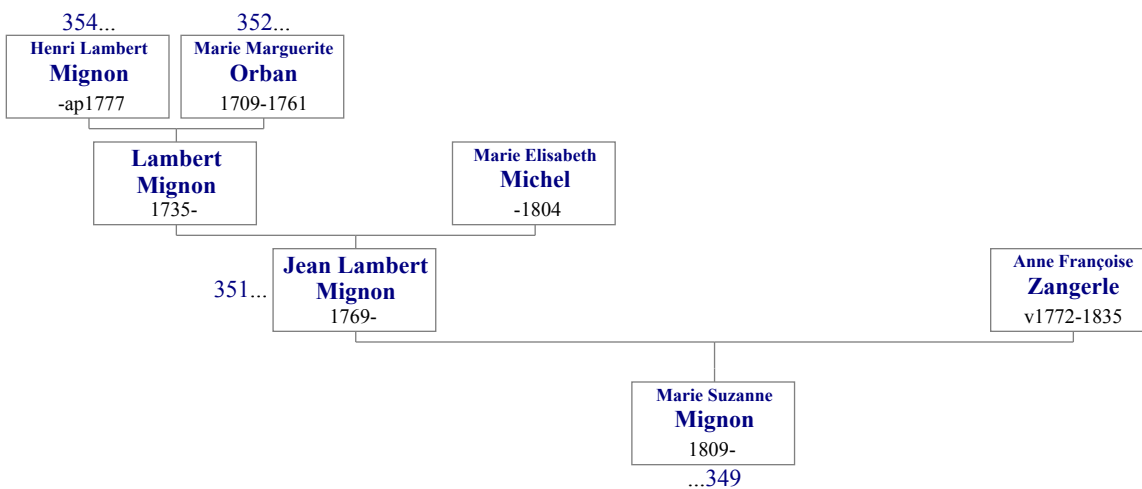 354...
352...
Henri Lambert
Mignon
-ap1777
Marie Marguerite
Orban
1709-1761
Lambert
Mignon
1735-
Marie Elisabeth
Michel
-1804
351...
Jean Lambert
Mignon
1769-
Anne Françoise
Zangerle
v1772-1835
Marie Suzanne
Mignon
1809-
...349